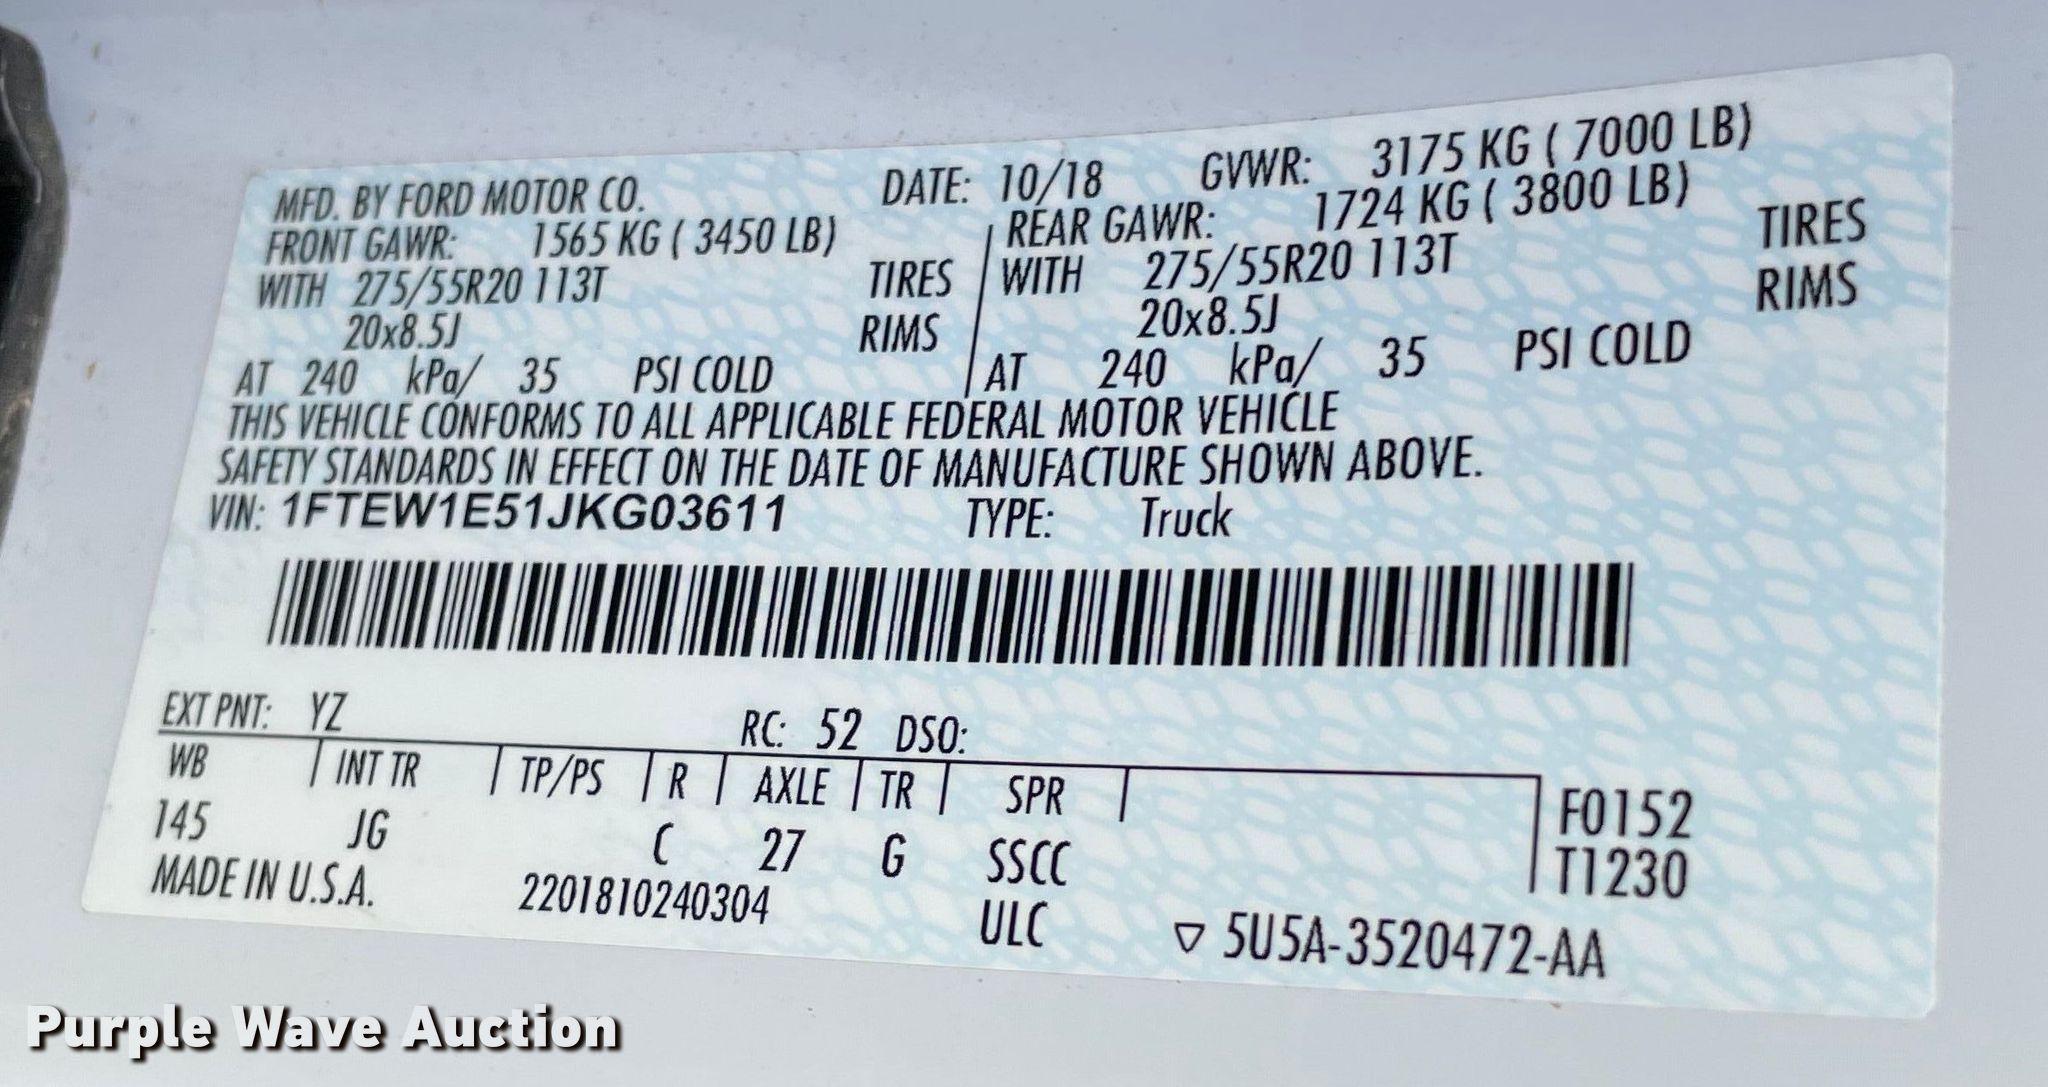 MFD. BY FORD MOTOR CO. DATE: 10/18 GVWR: 3175 KG ( 7000 LB)
FRONT GAWR: 1565 KG ( 3450 LB) REAR GAWR: 1724 KG ( 3800 LB)
WITH 275/55R20 113T TIRES WITH 275/55R20 113T TIRES
20x8.5J RIMS 20x8.5J RIMS
AT 240 kPa/ 35 PSI COLD AT 240 kPa/ 35 PSI COLD
THIS VEHICLE CONFORMS TO ALL APPLICABLE FEDERAL MOTOR VEHICLE
SAFETY STANDARDS IN EFFECT ON THE DATE OF MANUFACTURE SHOWN ABOVE.
VIN: 1FTEW1E51JKG03611 TYPE: Truck
EXT PNT: YZ RC: 52 DSO:
WB INT TR TP/PS R AXLE TR SPR F0152
145 JG C 27 G SSCC T1230
MADE IN U.S.A. 2201810240304 ULC ▽ 5U5A-3520472-AA
Purple Wave Auction